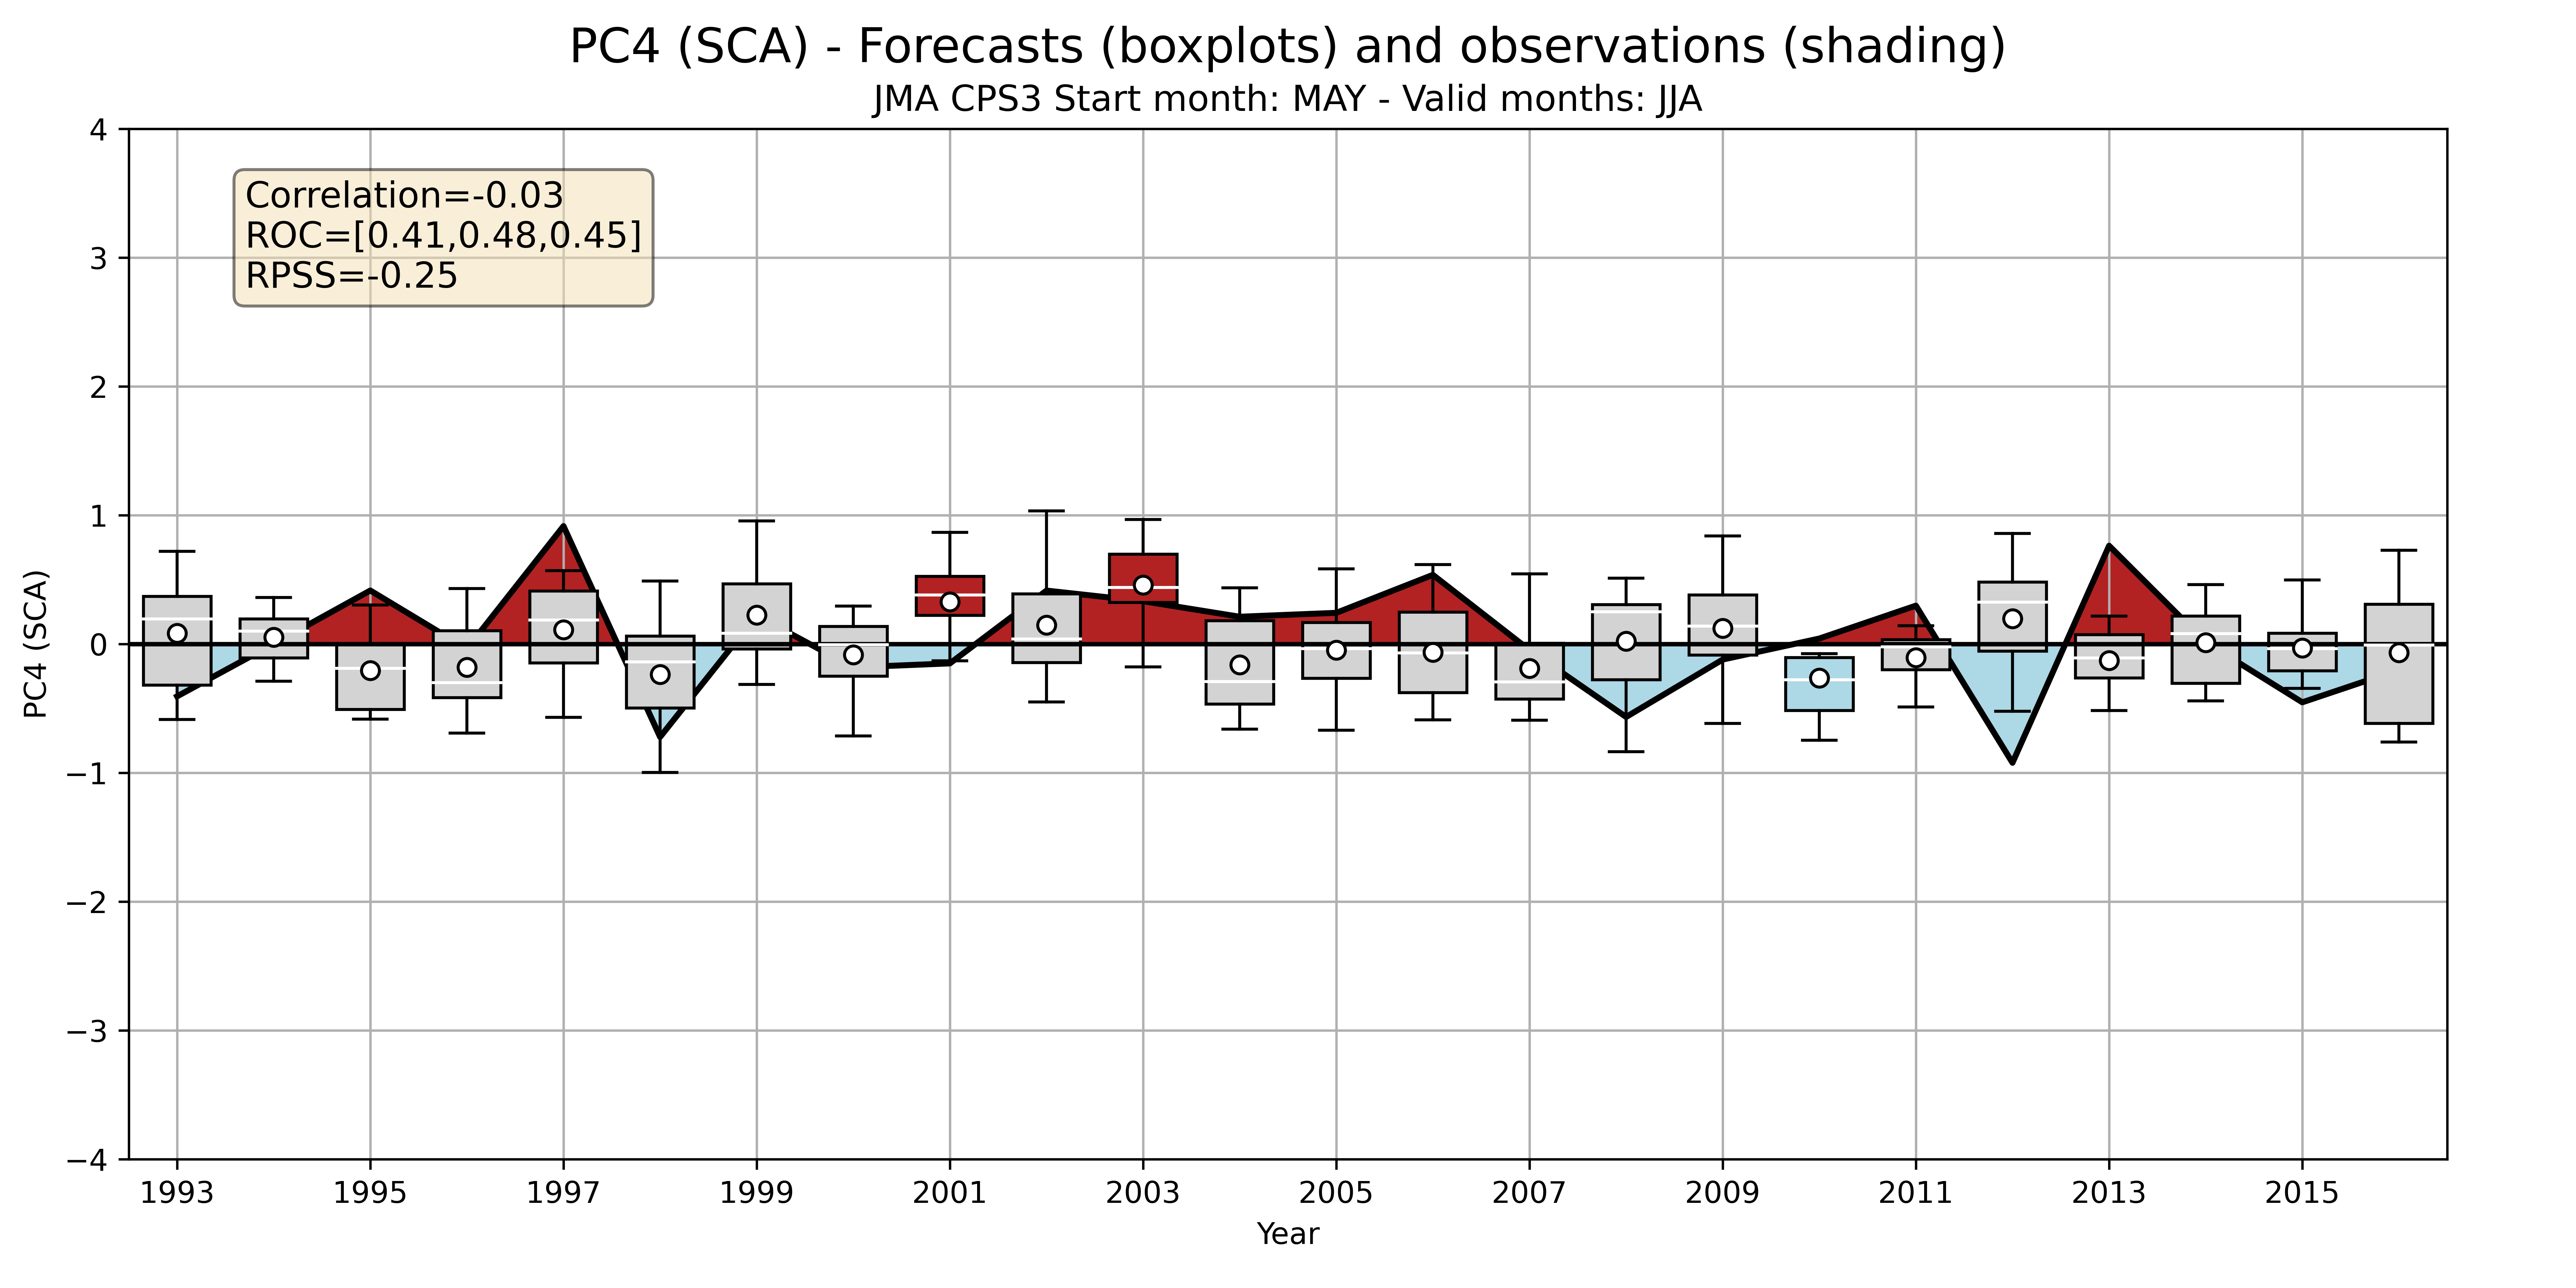 PC4 (SCA) - Forecasts (boxplots) and observations (shading)
JMA CPS3 Start month: MAY - Valid months: JJA
Correlation=-0.03
ROC=[0.41,0.48,0.45]
RPSS=-0.25
PC4 (SCA)
4
3
2
1
0
−1
−2
−3
−4
1993 1995 1997 1999 2001 2003 2005 2007 2009 2011 2013 2015
Year